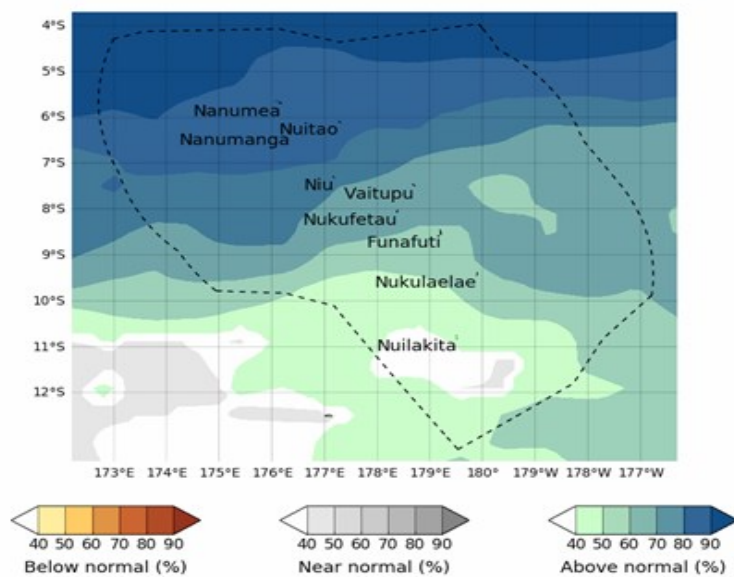 4°S
5°S
6°S
7°S
8°S
9°S
10°S
11°S
12°S
Nanumea
Nuitao
Nanumanga
Niu
Vaitupu
Nukufetau
Funafuti
Nukulaelae
Nuilakita
173°E 174°E 175°E 176°E 177°E 178°E 179°E 180° 179°W 178°W 177°W
40 50 60 70 80 90
Below normal (%)
40 50 60 70 80 90
Near normal (%)
40 50 60 70 80 90
Above normal (%)